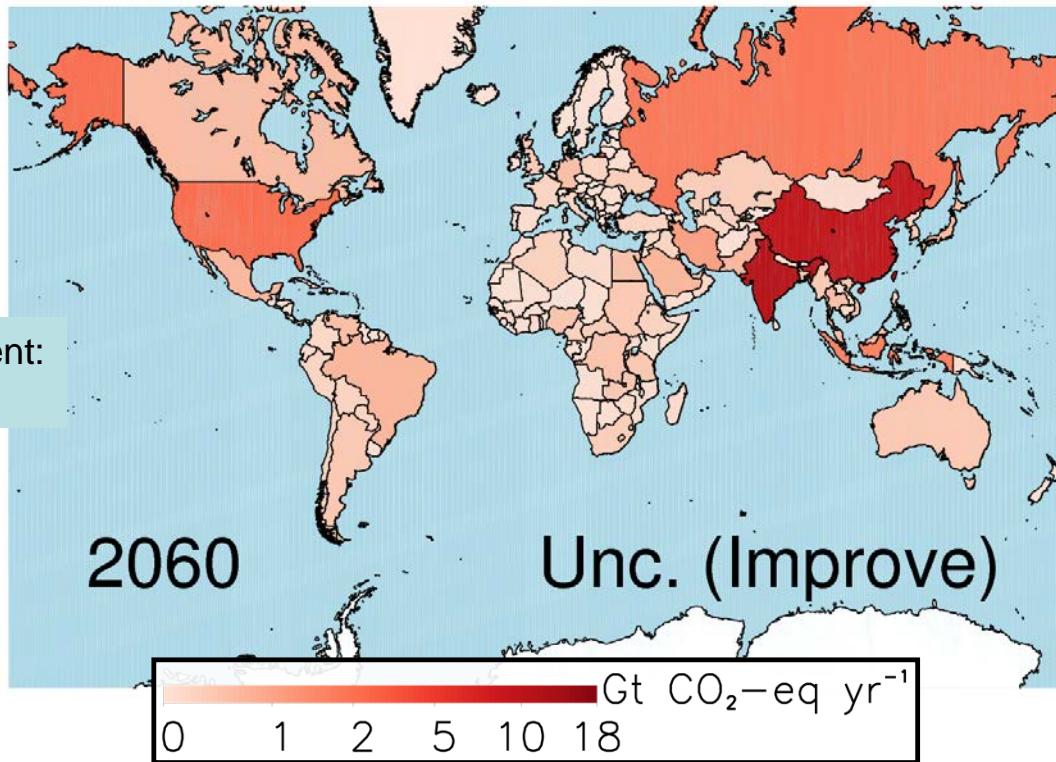 ent:
2060
Unc. (Improve)
Gt CO₂−eq yr⁻¹
0 1 2 5 10 18